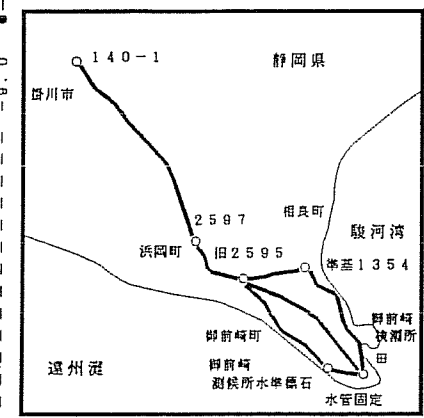 140-1
静岡県
掛川市
相良町
2597
駿河湾
浜岡町
旧2595
準基1354
御前崎
検潮所
御前崎町
田
御前崎
測候所水準標石
遠州灘
水管固定